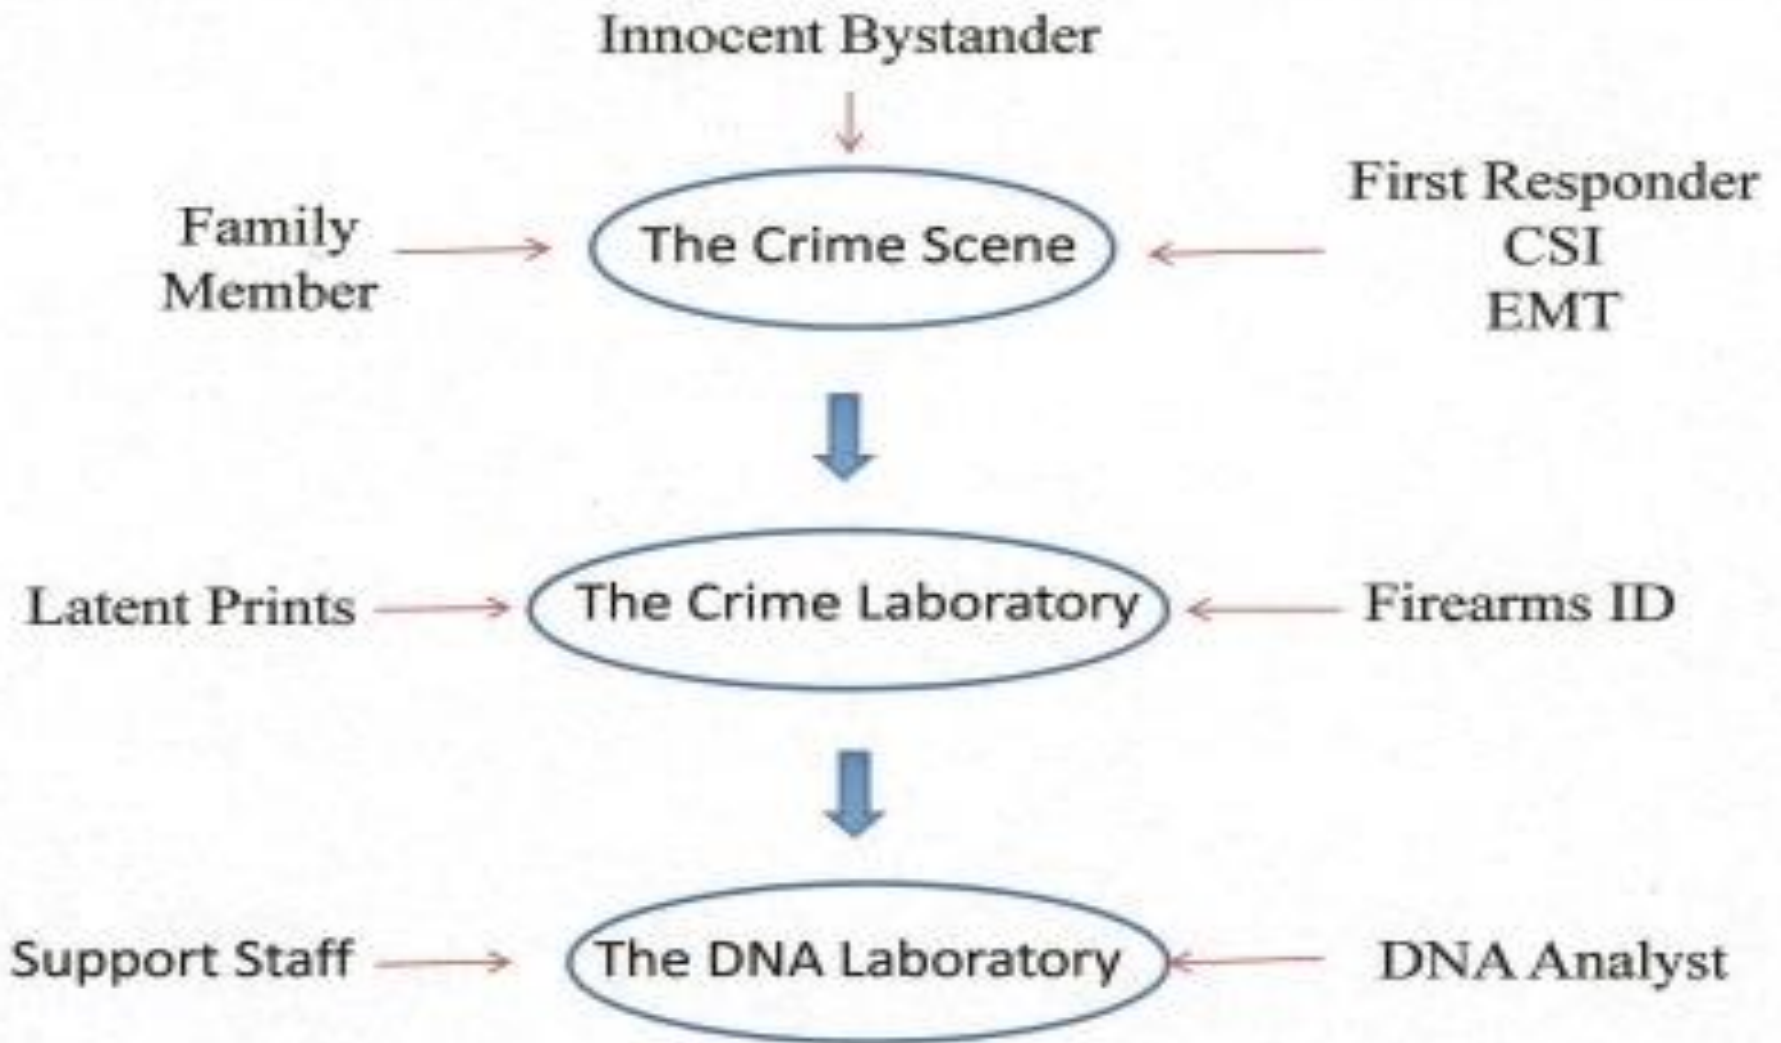 Innocent Bystander
Family
Member
The Crime Scene
First Responder
CSI
EMT
Latent Prints
The Crime Laboratory
Firearms ID
Support Staff
The DNA Laboratory
DNA Analyst